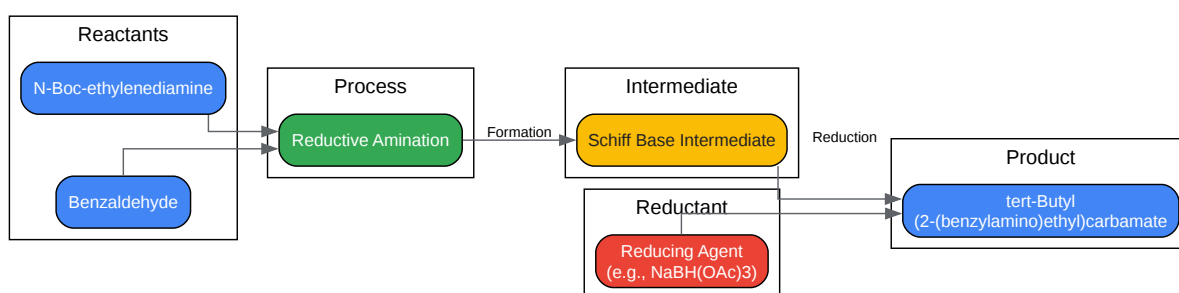 Reactants
N-Boc-ethylenediamine
Benzaldehyde
Process
Reductive Amination
Formation
Intermediate
Schiff Base Intermediate
Reduction
Reductant
Reducing Agent
(e.g., NaBH(OAc)3)
Product
tert-Butyl
(2-(benzylamino)ethyl)carbamate